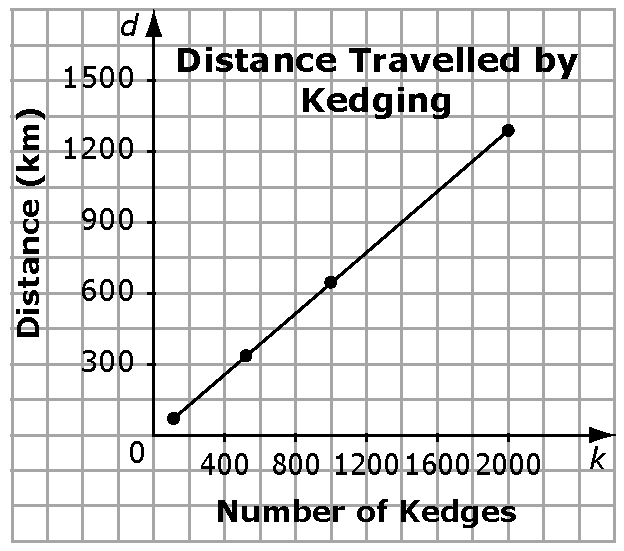 d
Distance Travelled by
Kedging
Distance (km)
1500
1200
900
600
300
0
400 800 1200 1600 2000
k
Number of Kedges